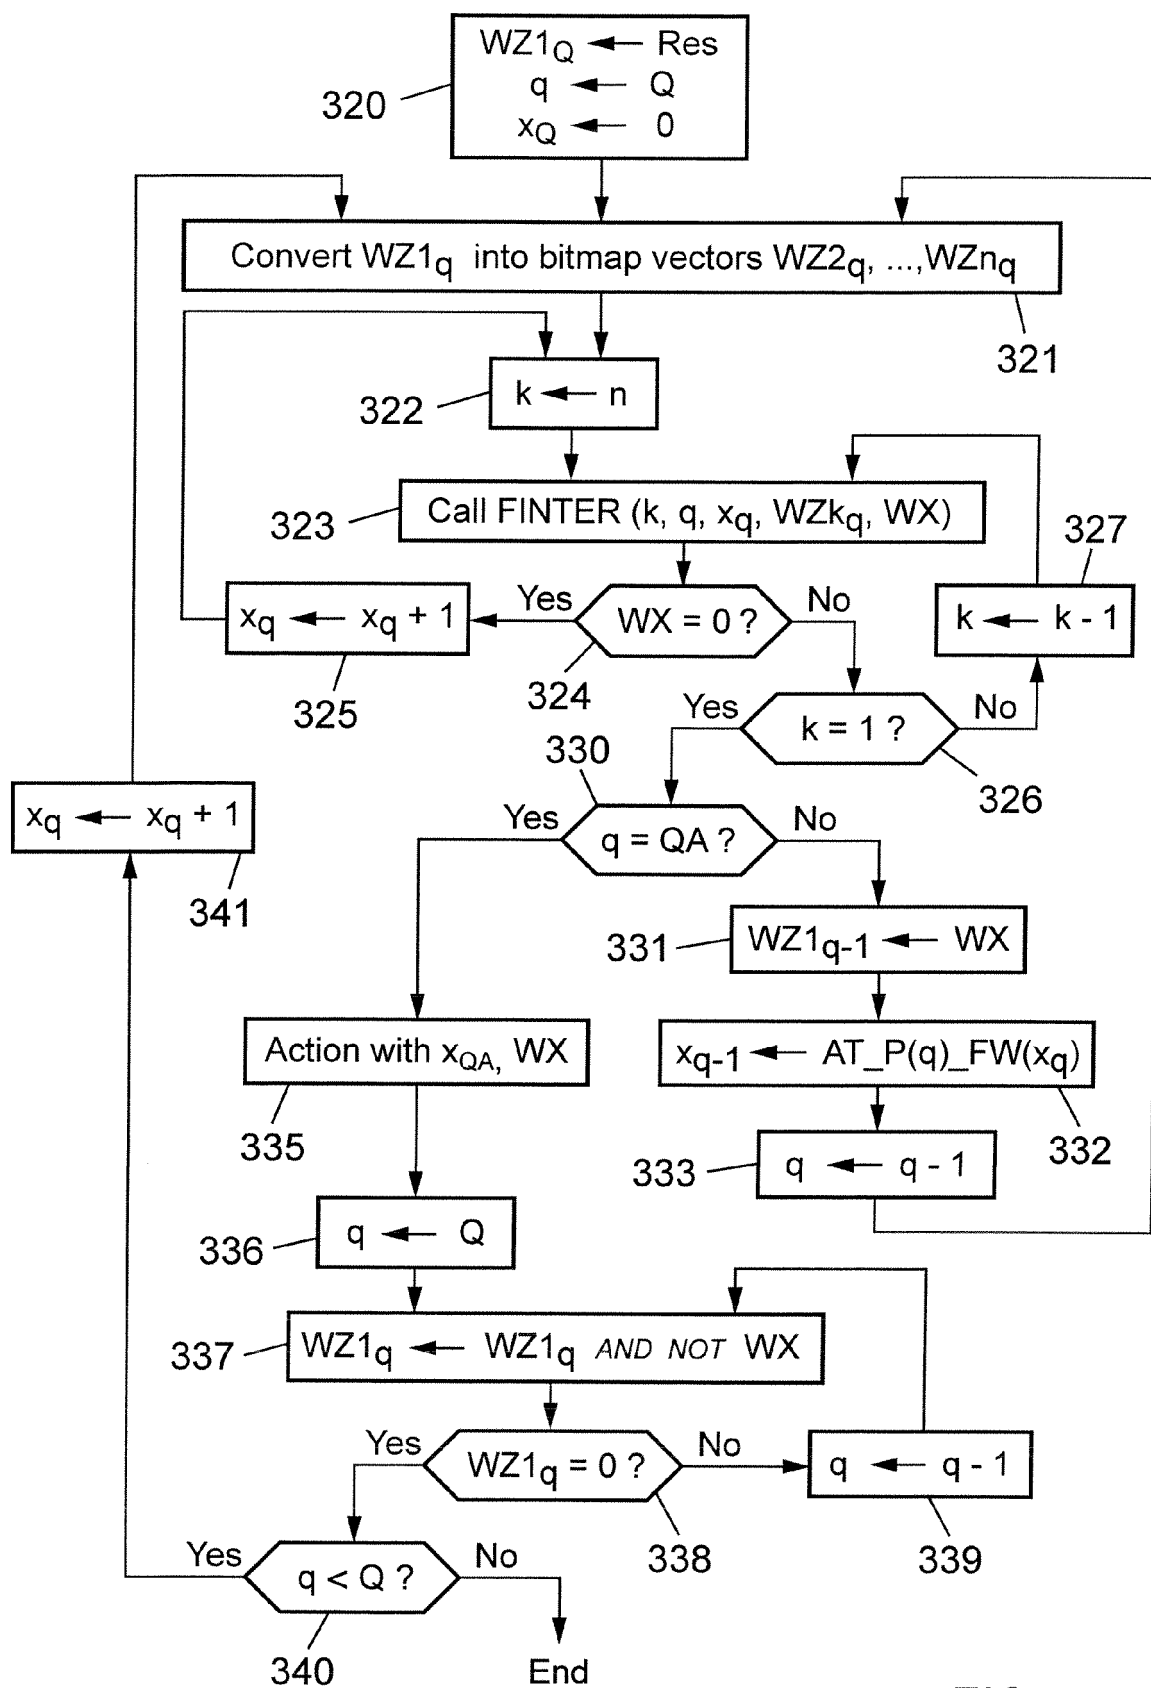 WZ1Q ← Res
q ← Q
xQ ← 0
320
Convert WZ1q into bitmap vectors WZ2q, ...,WZnq
321
k ← n
322
Call FINTER (k, q, xq, WZkq, WX)
323
327
xq ← xq + 1
Yes
WX = 0 ?
No
k ← k - 1
324
325
Yes
k = 1 ?
No
330
326
xq ← xq + 1
Yes
q = QA ?
No
341
WZ1q-1 ← WX
331
Action with xQA, WX
xq-1 ← AT_P(q)_FW(xq)
335
332
q ← q - 1
333
q ← Q
336
WZ1q ← WZ1q AND NOT WX
337
Yes
WZ1q = 0 ?
No
q ← q - 1
338
339
Yes
q < Q ?
No
340
End